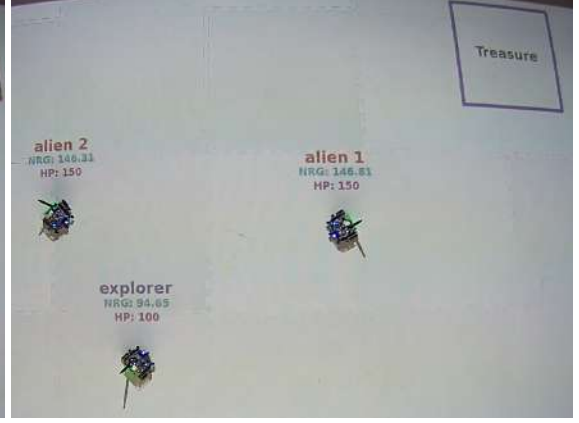 Treasure
alien 2
NRG: 146.31
HP: 150
alien 1
NRG: 146.81
HP: 150
explorer
NRG: 94.65
HP: 100